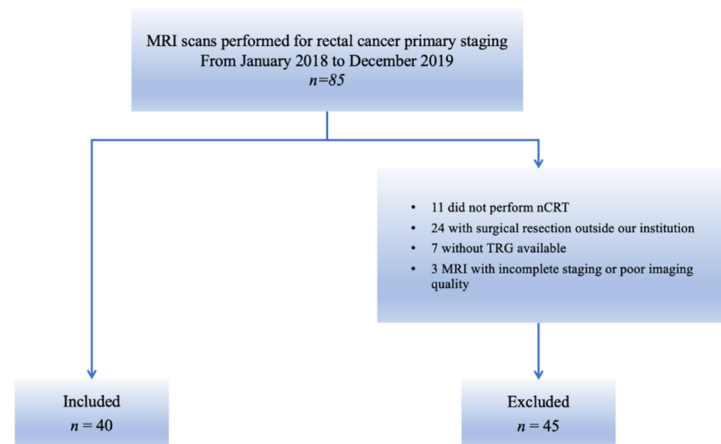 MRI scans performed for rectal cancer primary staging
From January 2018 to December 2019
n=85
• 11 did not perform nCRT
• 24 with surgical resection outside our institution
• 7 without TRG available
• 3 MRI with incomplete staging or poor imaging
quality
Included
n = 40
Excluded
n = 45